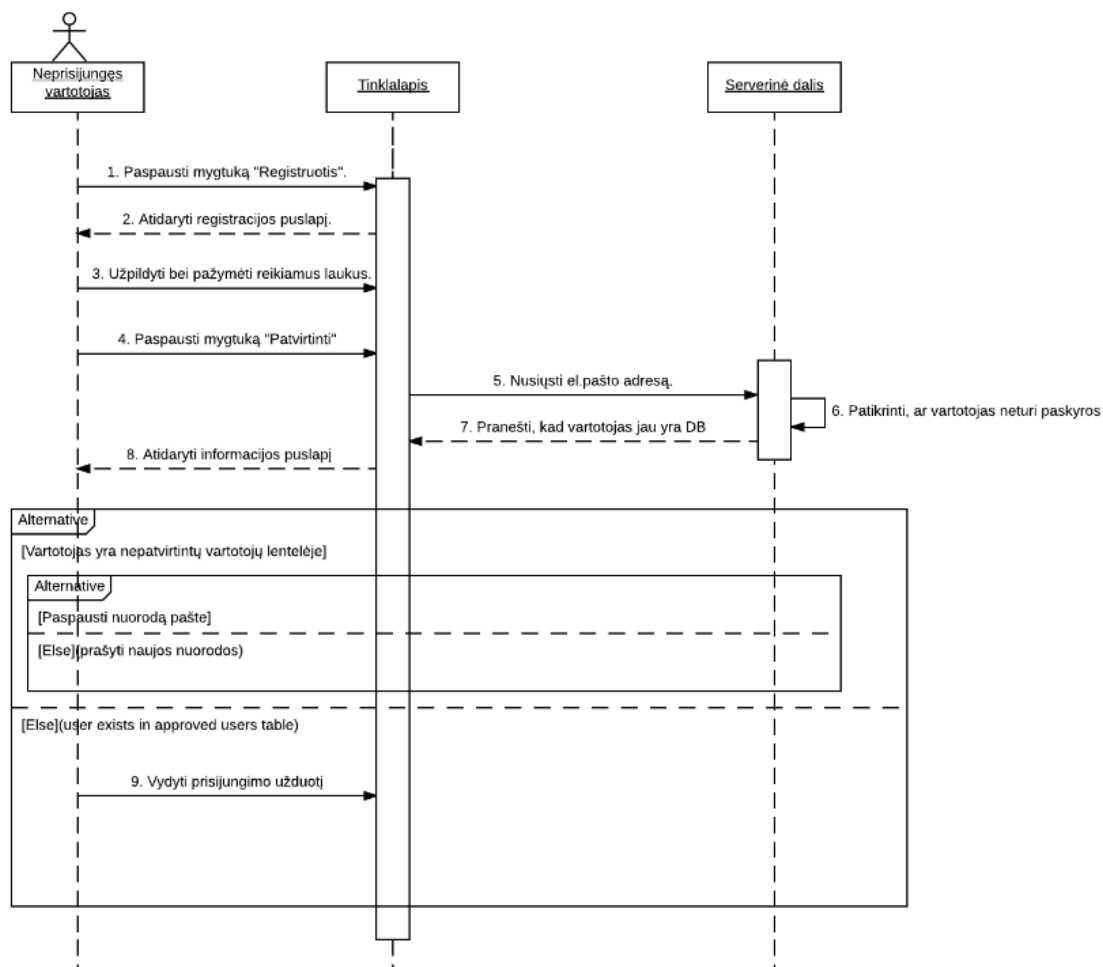 Neprisijungęs
vartotojas
Tinklalapis
Serverinė dalis
1. Paspausti mygtuką "Registruotis".
2. Atidaryti registracijos puslapį.
3. Užpildyti bei pažymėti reikiamus laukus.
4. Paspausti mygtuką "Patvirtinti"
5. Nusiųsti el.pašto adresą.
6. Patikrinti, ar vartotojas neturi paskyros
7. Pranešti, kad vartotojas jau yra DB
8. Atidaryti informacijos puslapį
Alternative
[Vartotojas yra nepatvirtintų vartotojų lentelėje]
Alternative
[Paspausti nuorodą pašte]
[Else](prašyti naujos nuorodos)
[Else](user exists in approved users table)
9. Vydyti prisijungimo užduotį